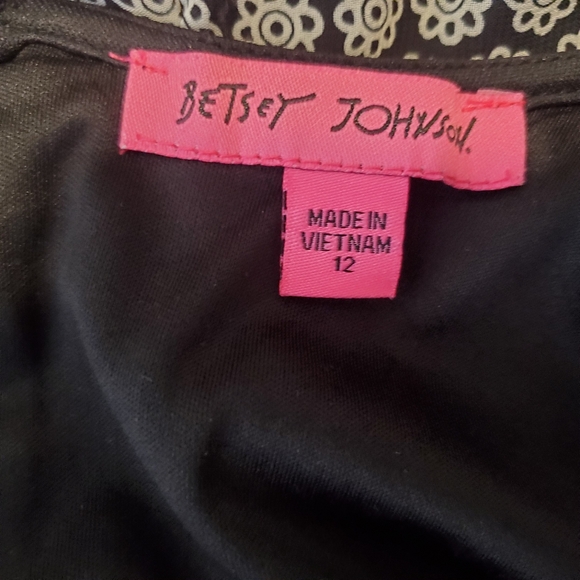 BETSEY JOHNSON.
MADE IN
VIETNAM
12